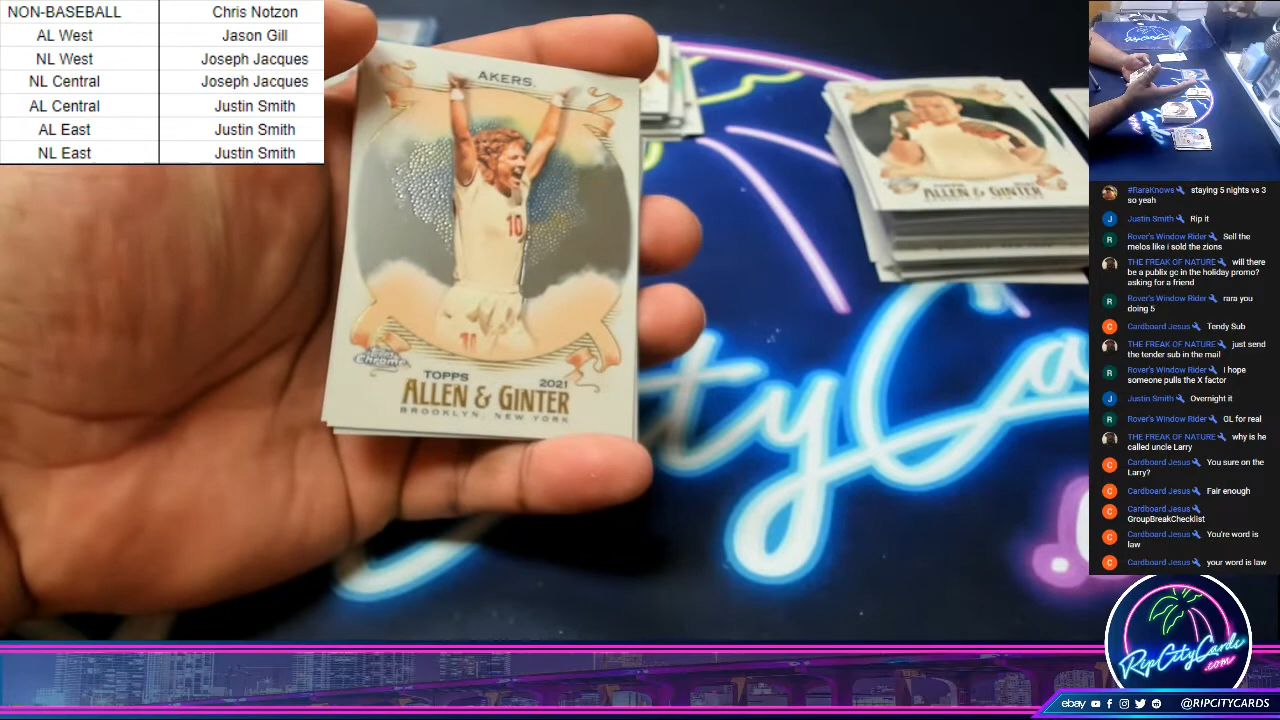 NON-BASEBALL Chris Notzon
AL West Jason Gill
NL West Joseph Jacques
NL Central Joseph Jacques
AL Central Justin Smith
AL East Justin Smith
NL East Justin Smith
AKERS
10
10
Topps
Chrome
TOPPS 2021
ALLEN & GINTER
BROOKLYN, NEW YORK
ALLEN & GINTER
#RaraKnows staying 5 nights vs 3
so yeah
Justin Smith Rip it
Rover's Window Rider Sell the
melos like i sold the zions
THE FREAK OF NATURE will there
be a publix gc in the holiday promo?
asking for a friend
Rover's Window Rider rara you
doing 5
Cardboard Jesus Tendy Sub
THE FREAK OF NATURE just send
the tender sub in the mail
Rover's Window Rider I hope
someone pulls the X factor
Justin Smith Overnight it
Rover's Window Rider GL for real
THE FREAK OF NATURE why is he
called uncle Larry
Cardboard Jesus You sure on the
Larry?
Cardboard Jesus Fair enough
Cardboard Jesus
GroupBreakChecklist
Cardboard Jesus You're word is
law
Cardboard Jesus your word is law
RipCityCards
.com
ebay @RIPCITYCARDS